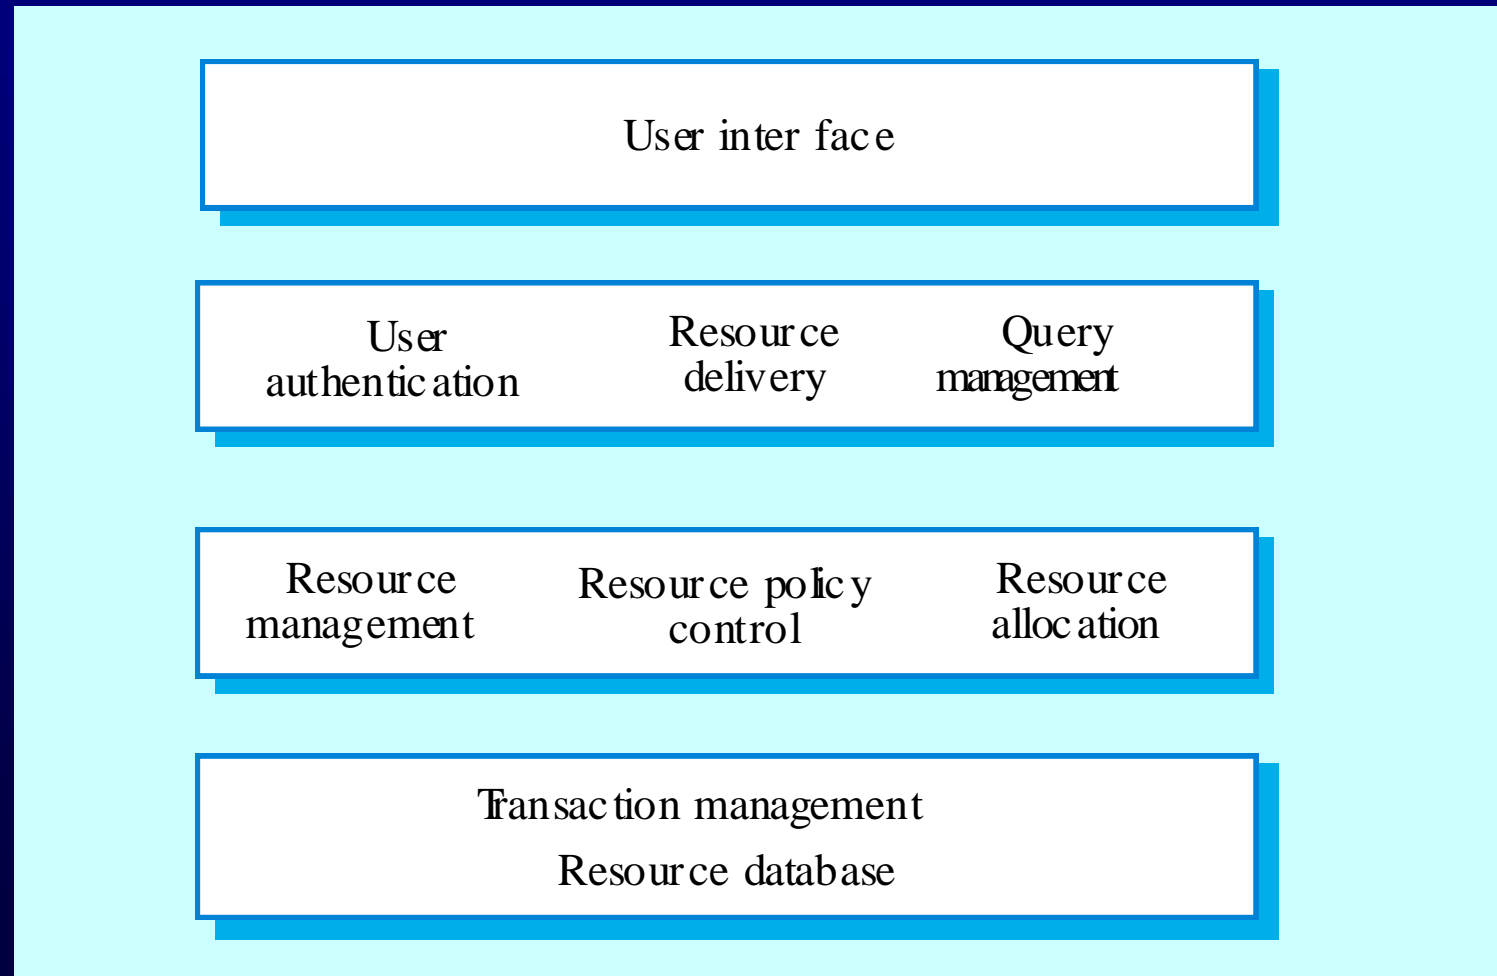 User interface
User
authentication
Resource
delivery
Query
management
Resource
management
Resource policy
control
Resource
allocation
Transaction management
Resource database